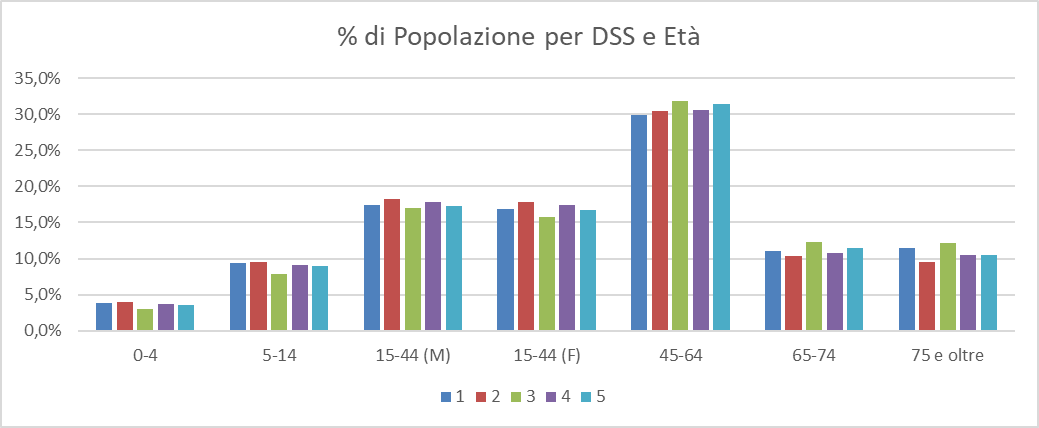 % di Popolazione per DSS e Età
35,0%
30,0%
25,0%
20,0%
15,0%
10,0%
5,0%
0,0%
0-4 5-14 15-44 (M) 15-44 (F) 45-64 65-74 75 e oltre
1 2 3 4 5